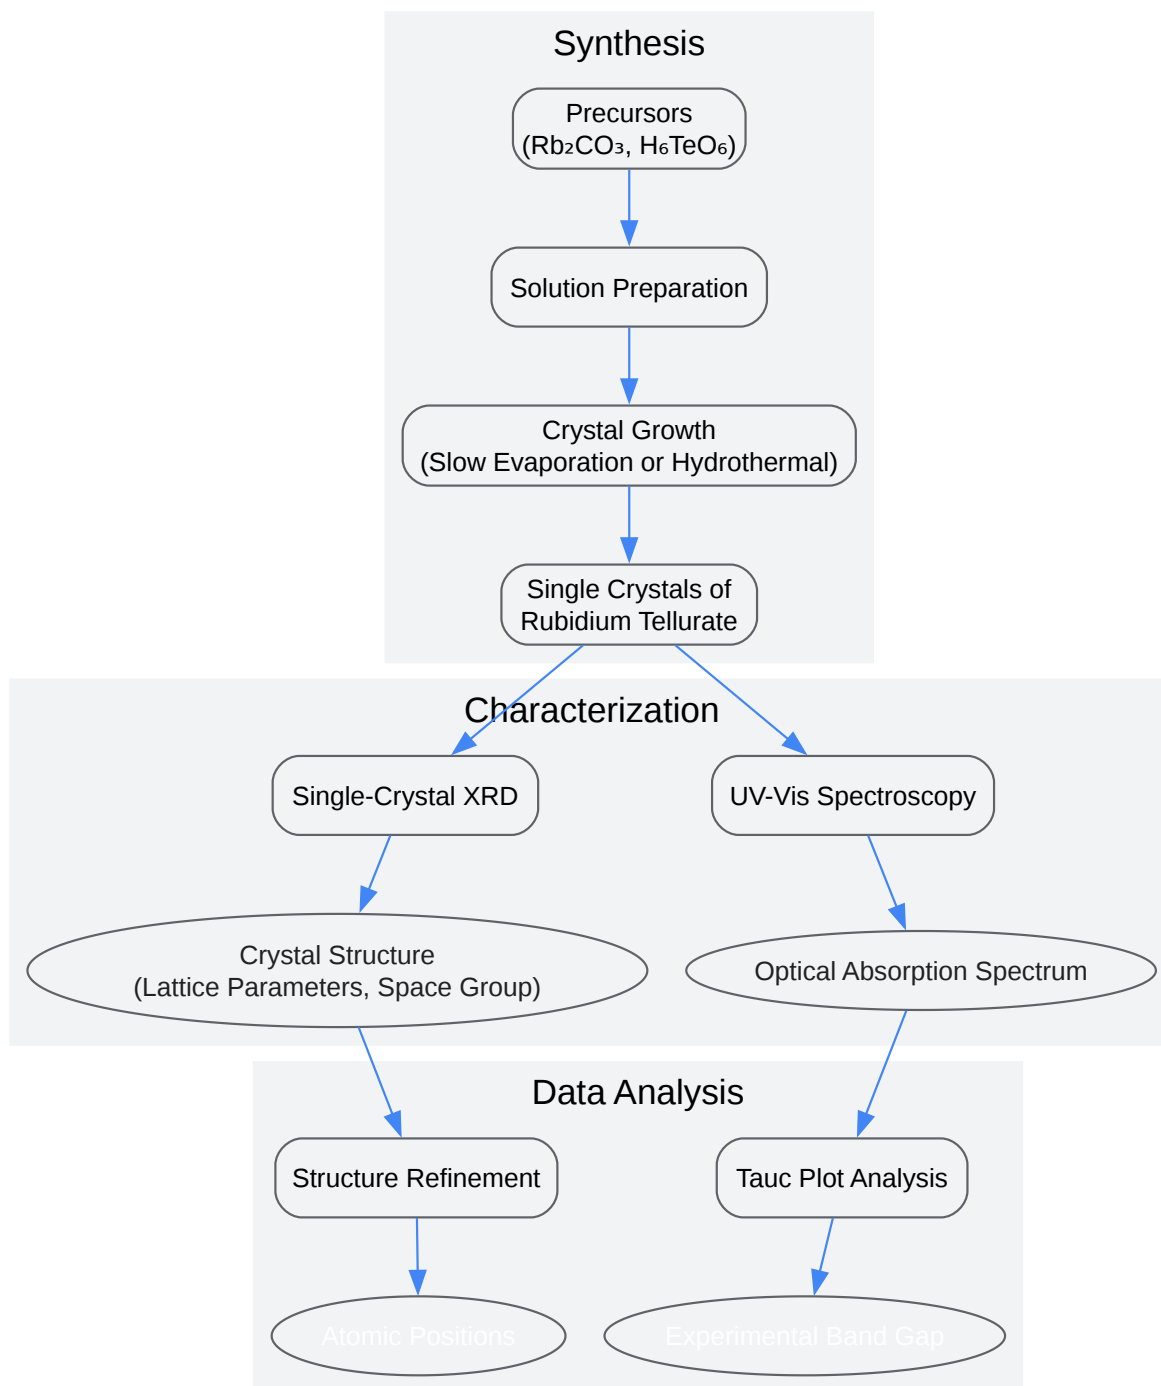 Synthesis
Precursors
(Rb₂CO₃, H₆TeO₆)
Solution Preparation
Crystal Growth
(Slow Evaporation or Hydrothermal)
Single Crystals of
Rubidium Tellurate
Characterization
Single-Crystal XRD
UV-Vis Spectroscopy
Crystal Structure
(Lattice Parameters, Space Group)
Optical Absorption Spectrum
Data Analysis
Structure Refinement
Tauc Plot Analysis
Atomic Positions
Experimental Band Gap